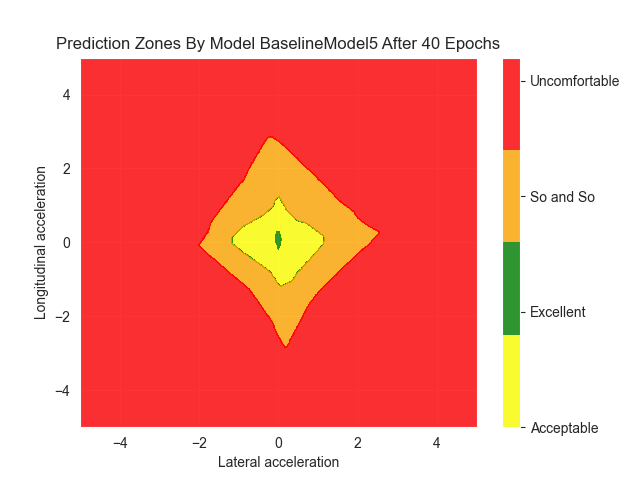 Prediction Zones By Model BaselineModel5 After 40 Epochs
Longitudinal acceleration
4
2
0
−2
−4
−4
−2
0
2
4
Lateral acceleration
Uncomfortable
So and So
Excellent
Acceptable